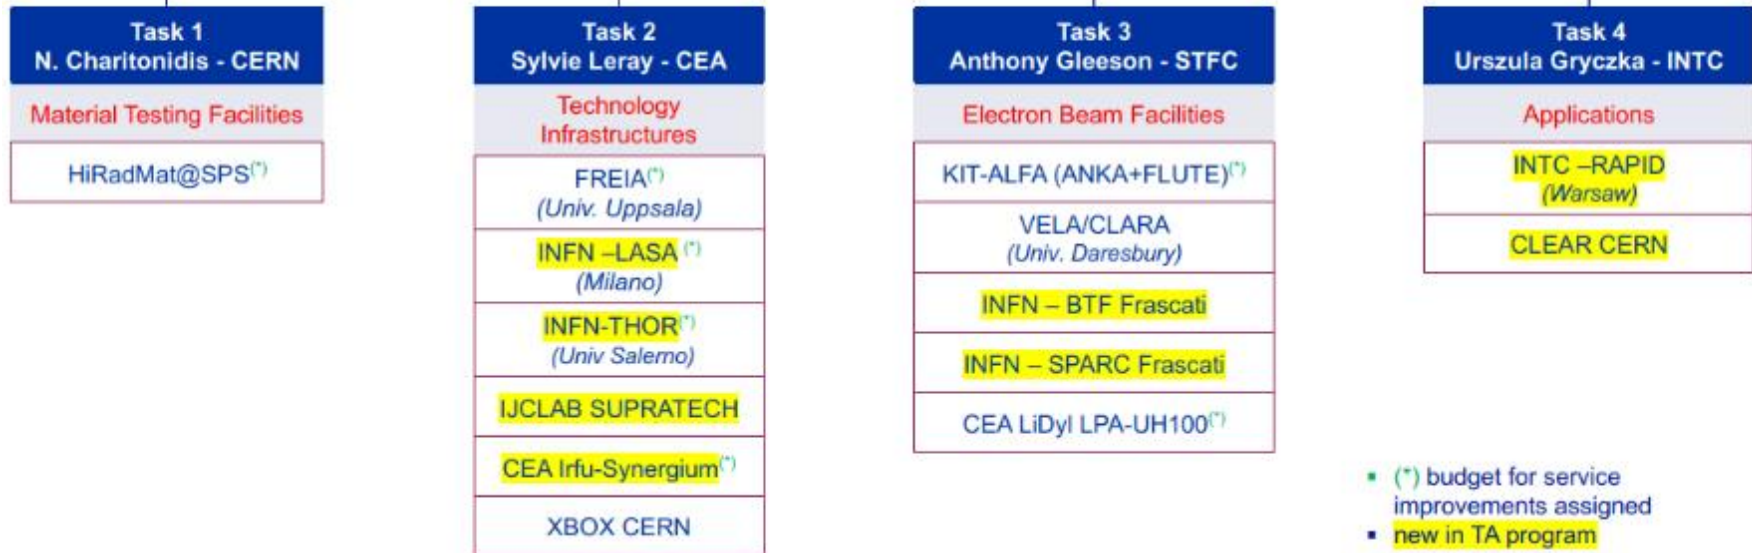 Task 1
N. Charitonidis - CERN
Material Testing Facilities
HiRadMat@SPS(*)
Task 2
Sylvie Leray - CEA
Technology
Infrastructures
FREIA(*)
(Univ. Uppsala)
INFN –LASA (*)
(Milano)
INFN-THOR(*)
(Univ Salerno)
IJCLAB SUPRATECH
CEA Irfu-Synergium(*)
XBOX CERN
Task 3
Anthony Gleeson - STFC
Electron Beam Facilities
KIT-ALFA (ANKA+FLUTE)(*)
VELA/CLARA
(Univ. Daresbury)
INFN – BTF Frascati
INFN – SPARC Frascati
CEA LiDyl LPA-UH100(*)
Task 4
Urszula Gryczka - INTC
Applications
INTC –RAPID
(Warsaw)
CLEAR CERN
▪ (*) budget for service
improvements assigned
▪ new in TA program